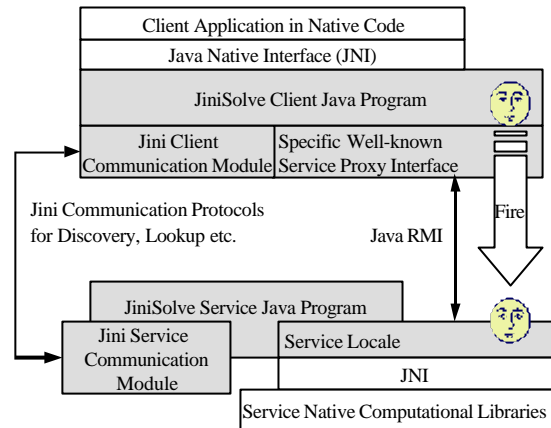 Client Application in Native Code
Java Native Interface (JNI)
JiniSolve Client Java Program
Jini Client
Communication Module
Specific Well-known
Service Proxy Interface
Jini Communication Protocols
for Discovery, Lookup etc.
Java RMI
Fire
JiniSolve Service Java Program
Jini Service
Communication
Module
Service Locale
JNI
Service Native Computational Libraries